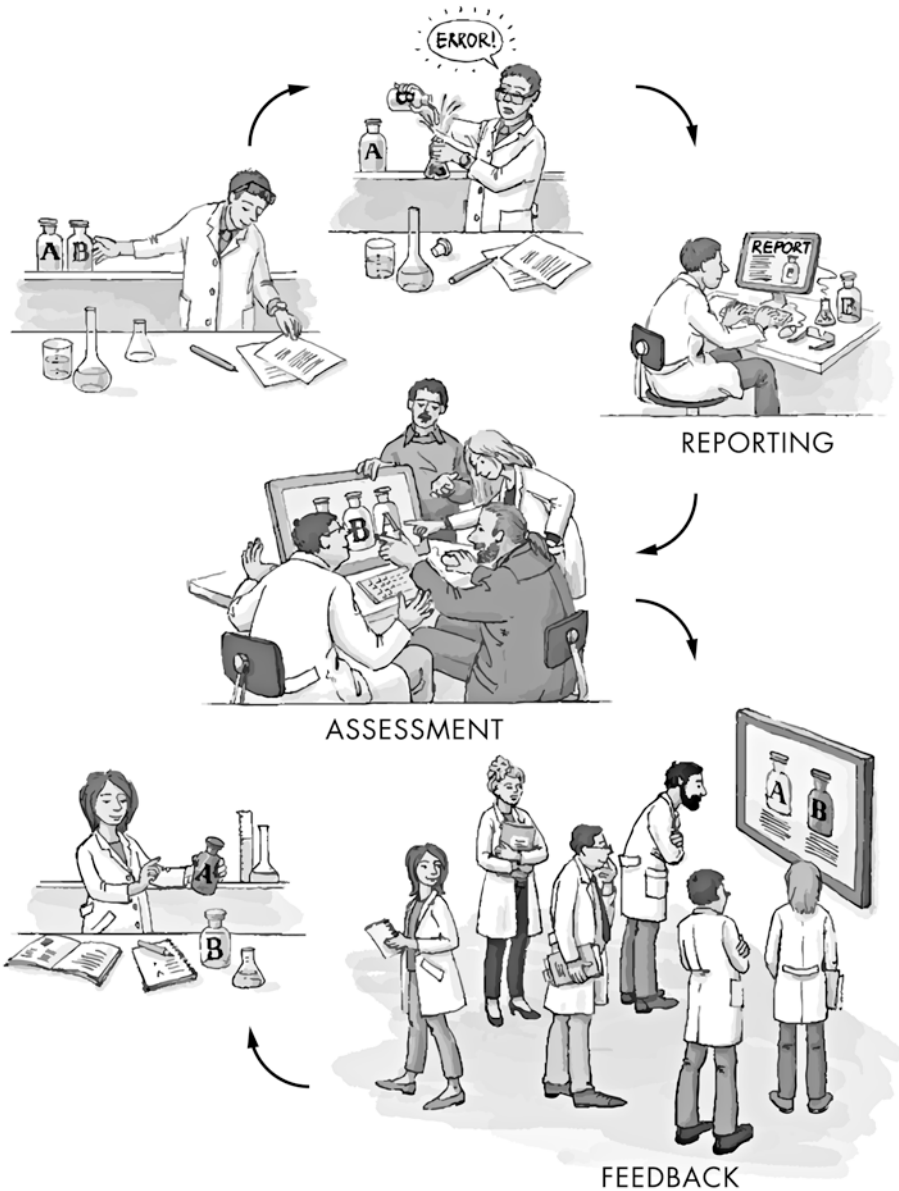 ERROR!
B
A
A B
REPORT
B
REPORTING
B A
ASSESSMENT
A B
A
B
FEEDBACK